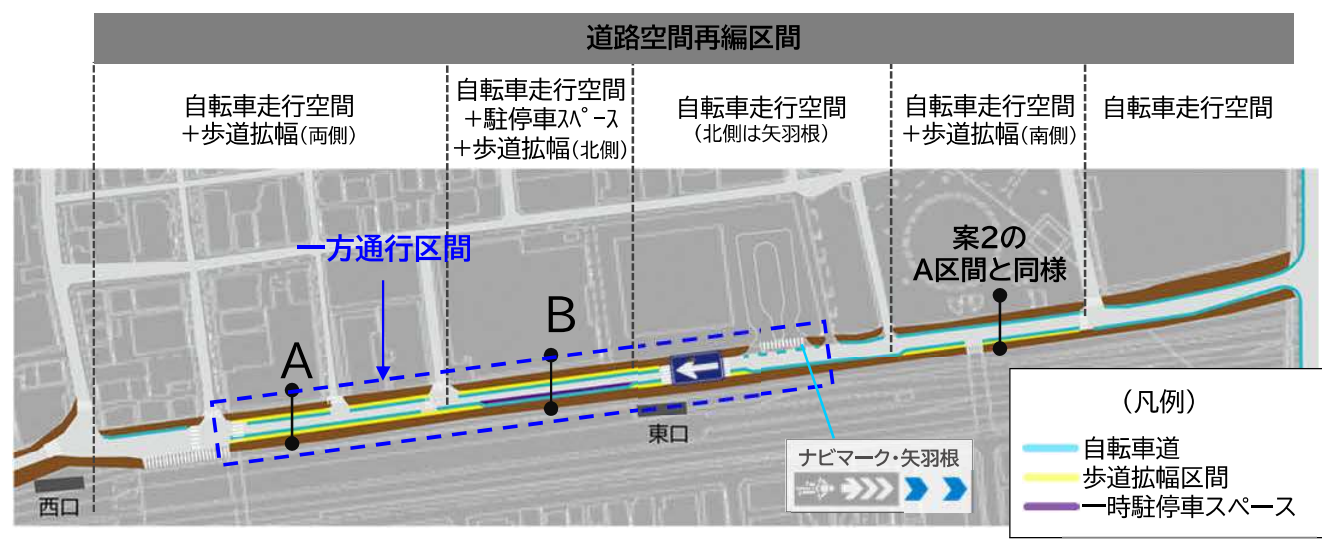 道路空間再編区間
自転車走行空間
+歩道拡幅(両側)
自転車走行空間
+駐停車ｽﾍﾟｰｽ
+歩道拡幅(北側)
自転車走行空間
(北側は矢羽根)
自転車走行空間
+歩道拡幅(南側)
自転車走行空間
一方通行区間
案2の
A区間と同様
A
B
東口
西口
ナビマーク・矢羽根
(凡例)
自転車道
歩道拡幅区間
一時駐停車スペース